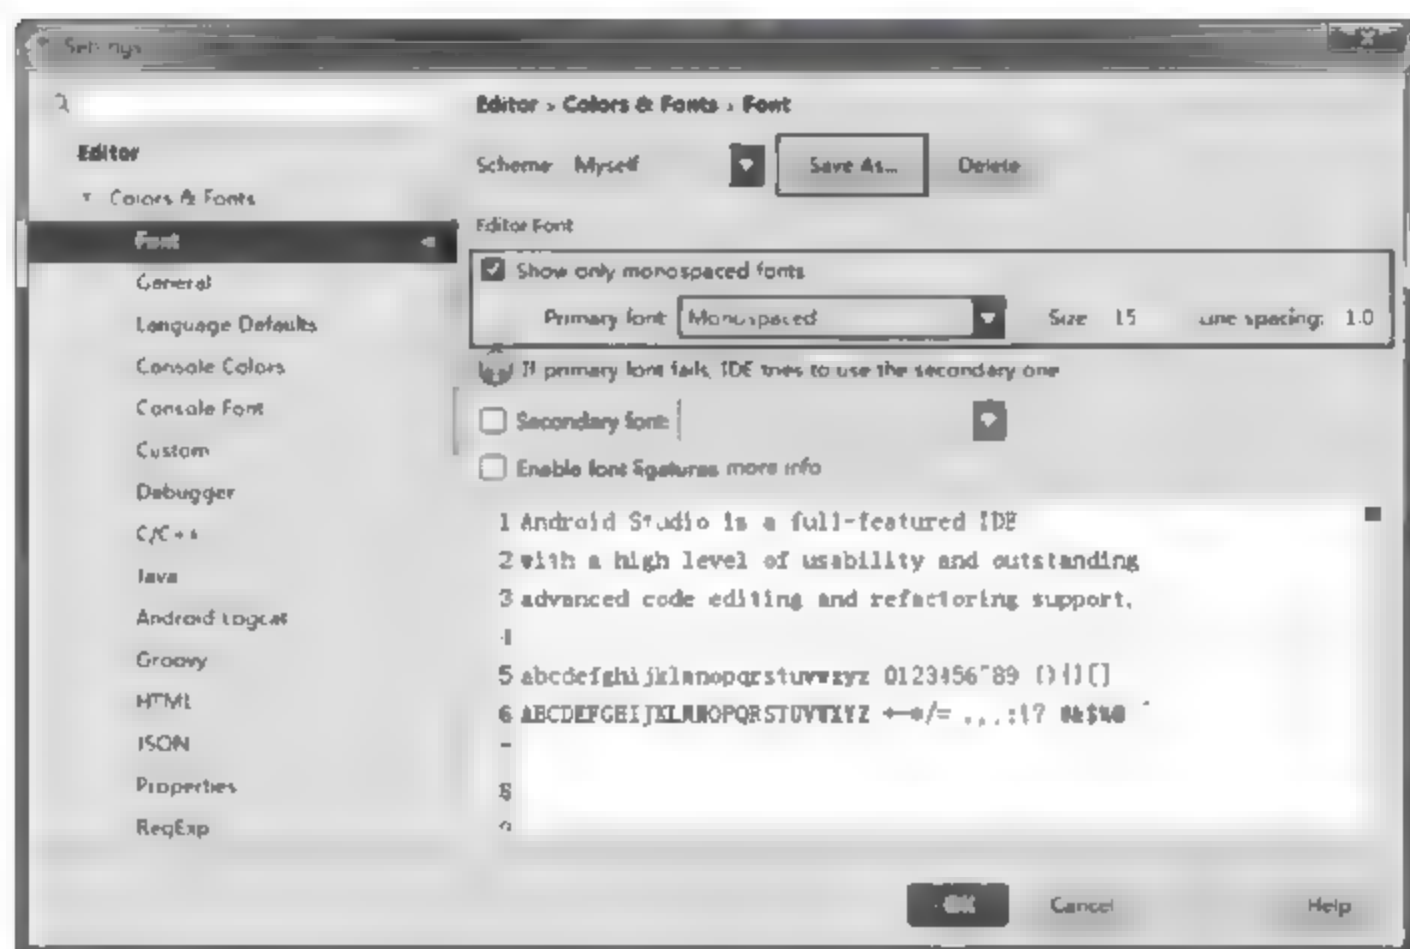 Settings
Editor › Colors & Fonts › Font
Editor
Scheme Myself Save As... Delete
Colors & Fonts
Editor Font
Font
Show only monospaced fonts
General
Primary font: Monospaced Size: 15 Line spacing: 1.0
Language Defaults
Console Colors
If primary font fails, IDE tries to use the secondary one
Console Font
Secondary font:
Custom
Enable font ligatures more info
Debugger
C/C++
Java
Android Logcat
Groovy
HTML
JSON
Properties
RegExp
1 Android Studio is a full-featured IDE
2 with a high level of usability and outstanding
3 advanced code editing and refactoring support.
4
5 abcdefghijklmnopqrstuvwxyz 0123456789 (){}[]
6 ABCDEFGHIJKLMNOPQRSTUVWXYZ +-*/= .,;:!?
7
8
9
OK Cancel Help